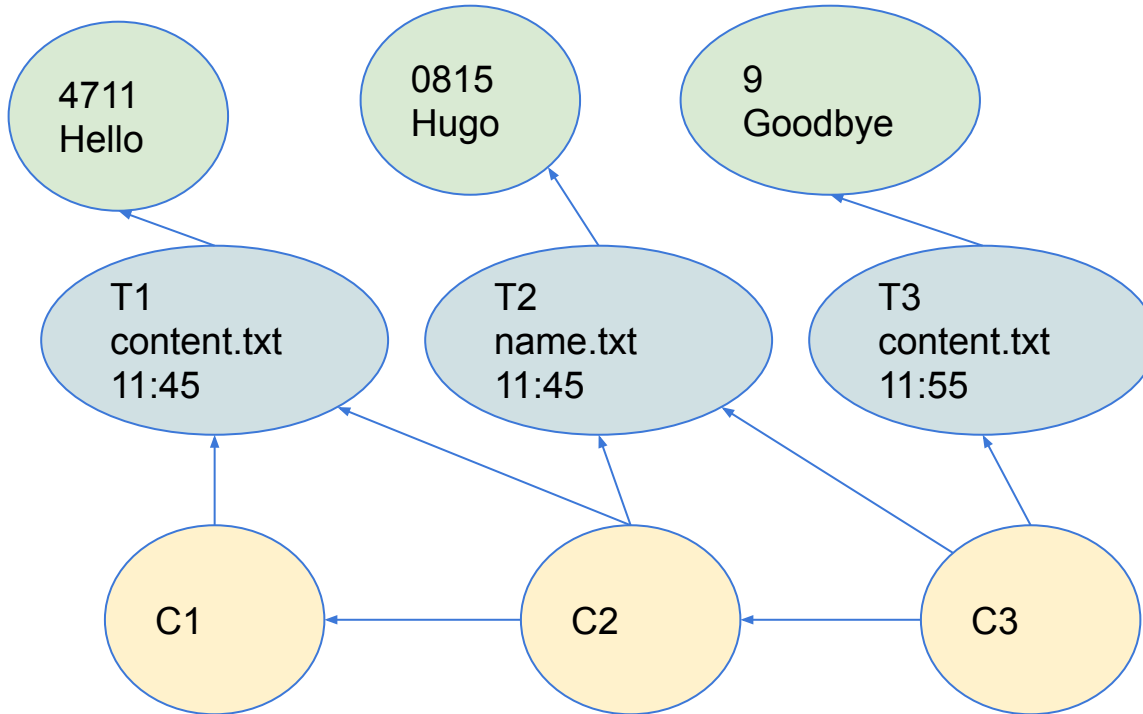 4711
Hello
0815
Hugo
9
Goodbye
T1
content.txt
11:45
T2
name.txt
11:45
T3
content.txt
11:55
C1
C2
C3